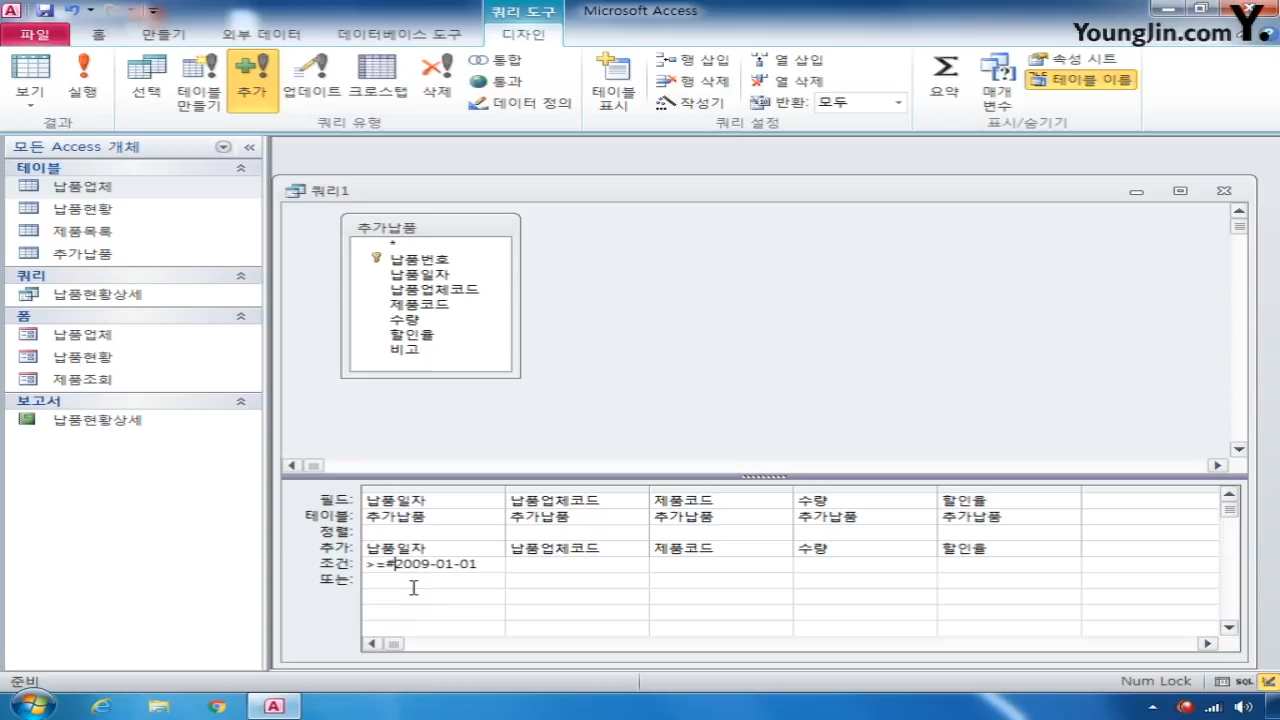 쿼리 도구
Microsoft Access
YoungJin.com Y.
파일
홈
만들기
외부 데이터
데이터베이스 도구
디자인
보기
실행
선택
테이블
만들기
추가
업데이트
크로스탭
삭제
통합
통과
데이터 정의
테이블
표시
행 삽입
행 삭제
작성기
열 삽입
열 삭제
반환: 모두
요약
매개
변수
속성 시트
테이블 이름
결과
쿼리 유형
쿼리 설정
표시/숨기기
모든 Access 개체
테이블
납품업체
납품현황
제품목록
추가납품
쿼리
납품현황상세
폼
납품업체
납품현황
제품조회
보고서
납품현황상세
쿼리1
추가납품
*
납품번호
납품일자
납품업체코드
제품코드
수량
할인율
비고
필드: 납품일자 납품업체코드 제품코드 수량 할인율
테이블: 추가납품 추가납품 추가납품 추가납품 추가납품
정렬:
추가: 납품일자 납품업체코드 제품코드 수량 할인율
조건: >=#2009-01-01
또는:
준비
Num Lock
SQL